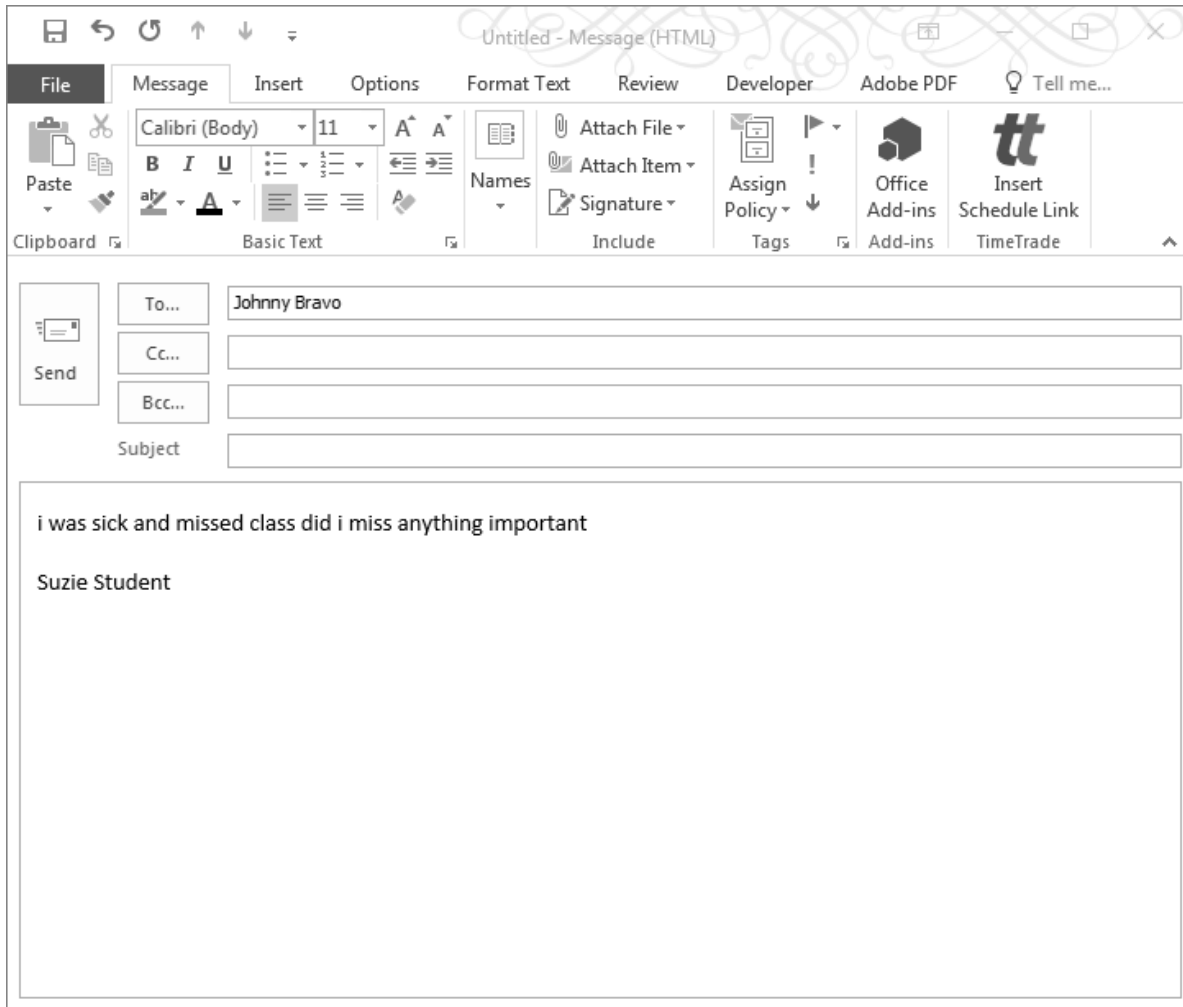 Untitled - Message (HTML)
File Message Insert Options Format Text Review Developer Adobe PDF Tell me...
Calibri (Body) 11 A A Attach File
B I U Attach Item
Paste Names Signature Assign Policy Office Add-ins tt Insert Schedule Link
ab A
Clipboard Basic Text Include Tags Add-ins TimeTrade
To... Johnny Bravo
Cc...
Send
Bcc...
Subject
i was sick and missed class did i miss anything important
Suzie Student